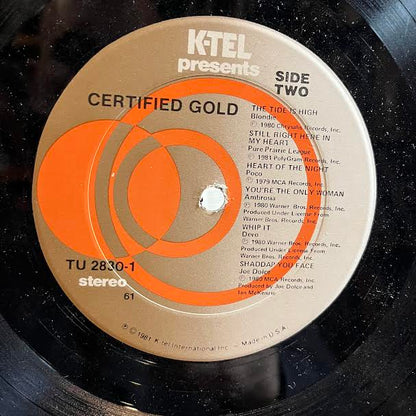 K-TEL
presents
SIDE
TWO
CERTIFIED GOLD
THE TIDE IS HIGH
Blondie
℗ 1980 Chrysalis Records, Inc.
STILL RIGHT HERE IN
MY HEART
Pure Prairie League
℗ 1981 PolyGram Records, Inc.
HEART OF THE NIGHT
Poco
℗ 1979 MCA Records, Inc.
YOU'RE THE ONLY WOMAN
Ambrosia
℗ 1980 Warner Bros. Records Inc.
Produced Under License From
Warner Bros. Records Inc.
WHIP IT
Devo
℗ 1980 Warner Bros. Records Inc.
Produced Under License From
Warner Bros. Records Inc.
SHADDAP YOU FACE
Joe Dolce
℗ 1980 MCA Records, Inc.
Produced by Joe Dolce and
Ian McKenzie
TU 2830-1
stereo
61
℗ © 1981 K-tel International Inc. - Made in U.S.A.